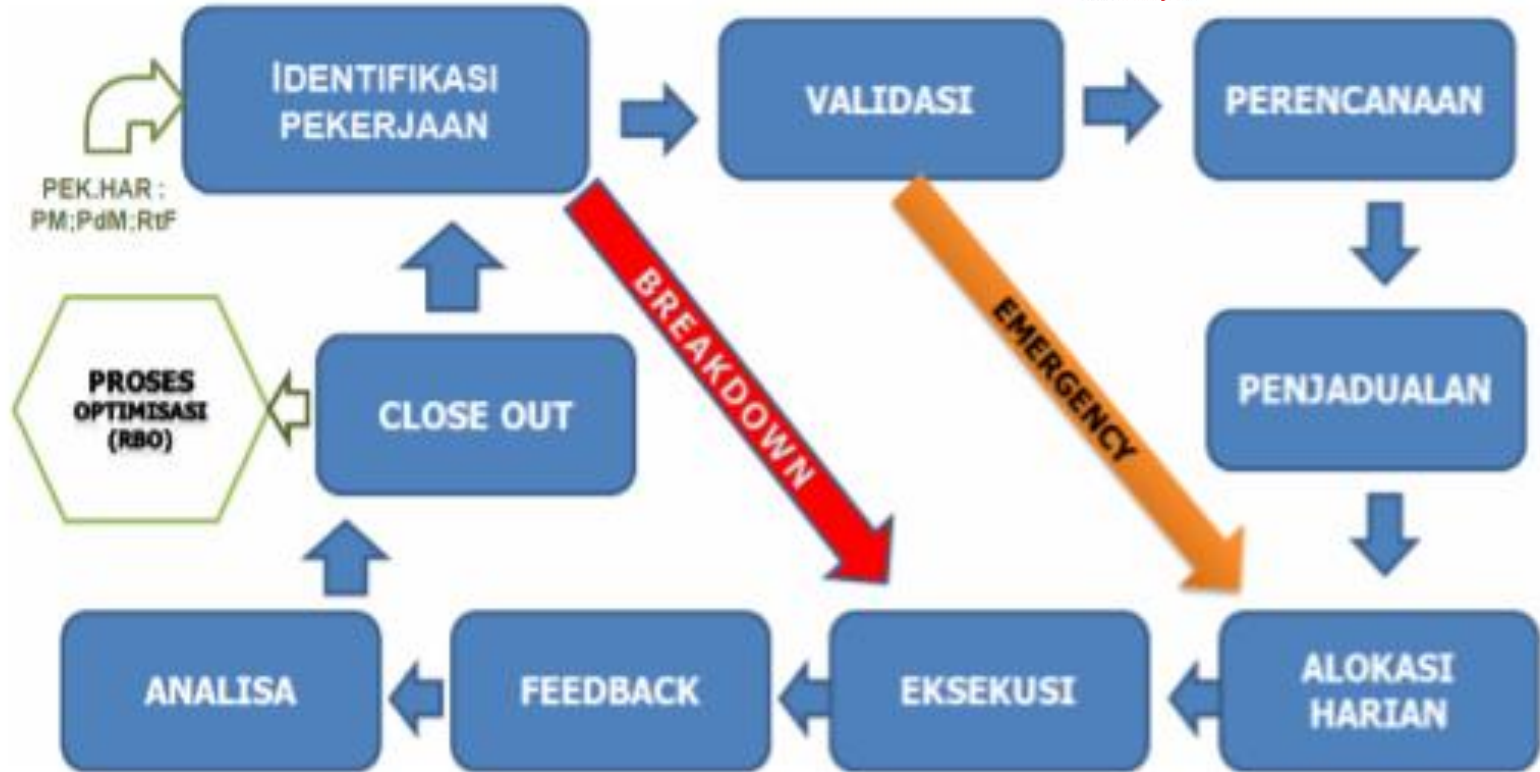 IDENTIFIKASI
PEKERJAAN
VALIDASI
PERENCANAAN
PEK.HAR :
PM;PdM;RtF
BREAKDOWN
EMERGENCY
PROSES
OPTIMISASI
(RBO)
CLOSE OUT
PENJADUALAN
ANALISA
FEEDBACK
EKSEKUSI
ALOKASI
HARIAN